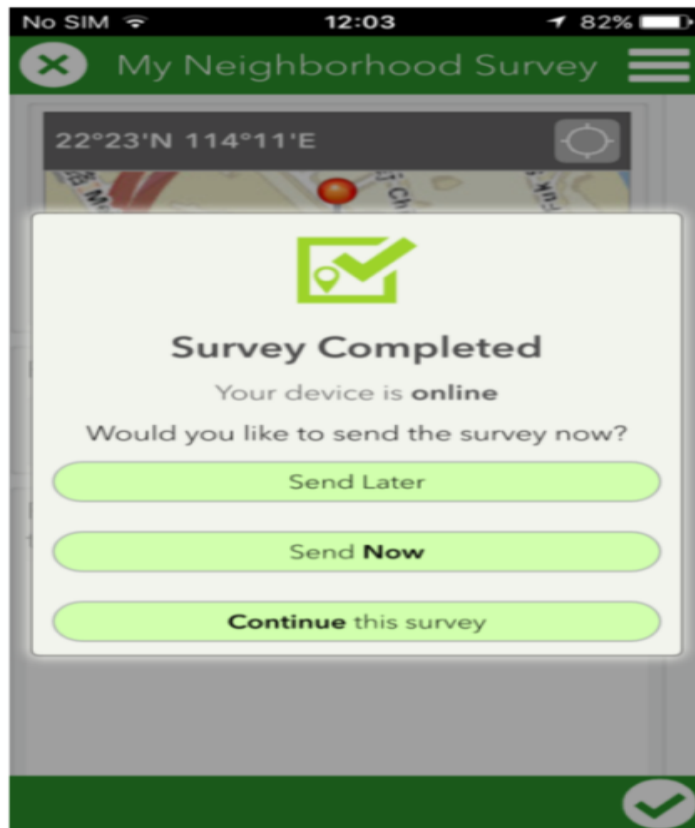 No SIM 12:03 82%
My Neighborhood Survey
22°23'N 114°11'E
Survey Completed
Your device is online
Would you like to send the survey now?
Send Later
Send Now
Continue this survey